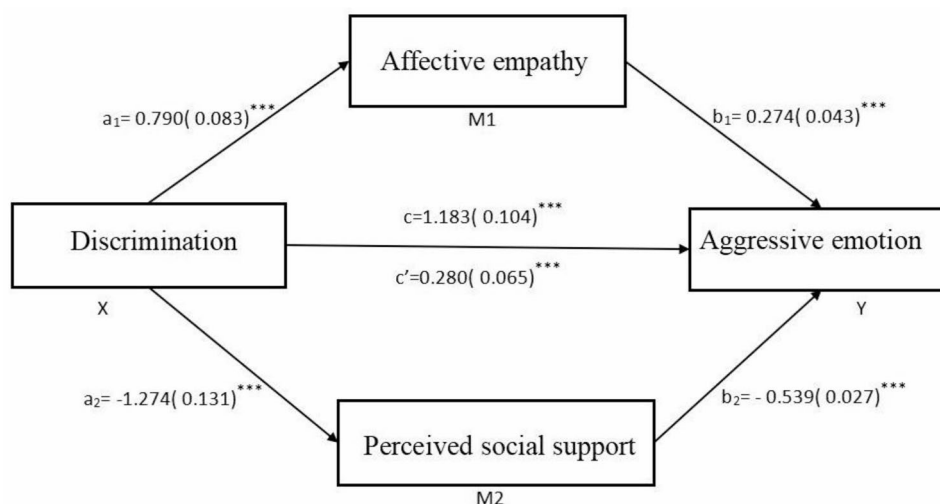 Affective empathy
M1
a₁= 0.790( 0.083)***
b₁= 0.274( 0.043)***
c=1.183( 0.104)***
Discrimination
Aggressive emotion
c’=0.280( 0.065)***
X
Y
a₂= -1.274( 0.131)***
b₂= - 0.539( 0.027)***
Perceived social support
M2